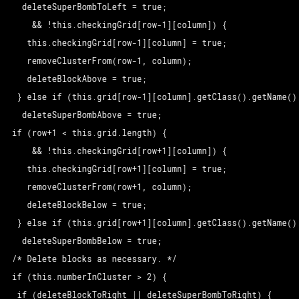 deleteSuperBombToLeft = true;
&& !this.checkingGrid[row-1][column]) {
this.checkingGrid[row-1][column] = true;
removeClusterFrom(row-1, column);
deleteBlockAbove = true;
} else if (this.grid[row-1][column].getClass().getName()
deleteSuperBombAbove = true;
if (row+1 < this.grid.length) {
&& !this.checkingGrid[row+1][column]) {
this.checkingGrid[row+1][column] = true;
removeClusterFrom(row+1, column);
deleteBlockBelow = true;
} else if (this.grid[row+1][column].getClass().getName()
deleteSuperBombBelow = true;
/* Delete blocks as necessary. */
if (this.numberInCluster > 2) {
if (deleteBlockToRight || deleteSuperBombToRight) {